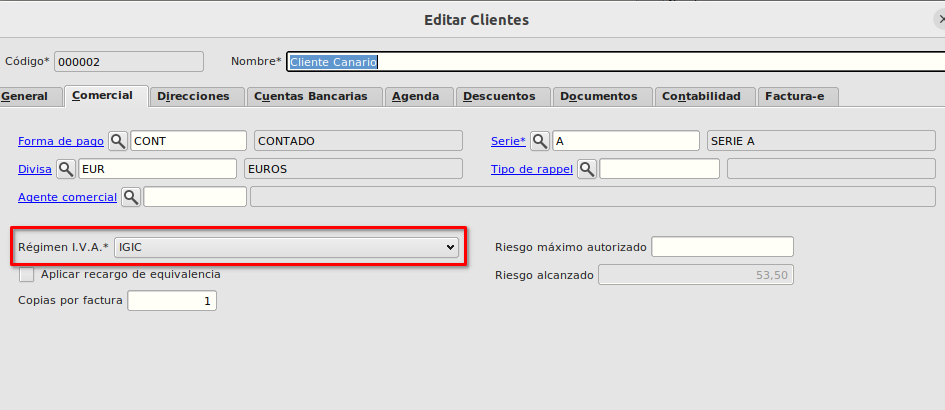 Editar Clientes
Código* 000002 Nombre* Cliente Canario
General Comercial Direcciones Cuentas Bancarias Agenda Descuentos Documentos Contabilidad Factura-e
Forma de pago CONT CONTADO Serie* A SERIE A
Divisa EUR EUROS Tipo de rappel
Agente comercial
Régimen I.V.A.* IGIC Riesgo máximo autorizado
Aplicar recargo de equivalencia Riesgo alcanzado 53,50
Copias por factura 1